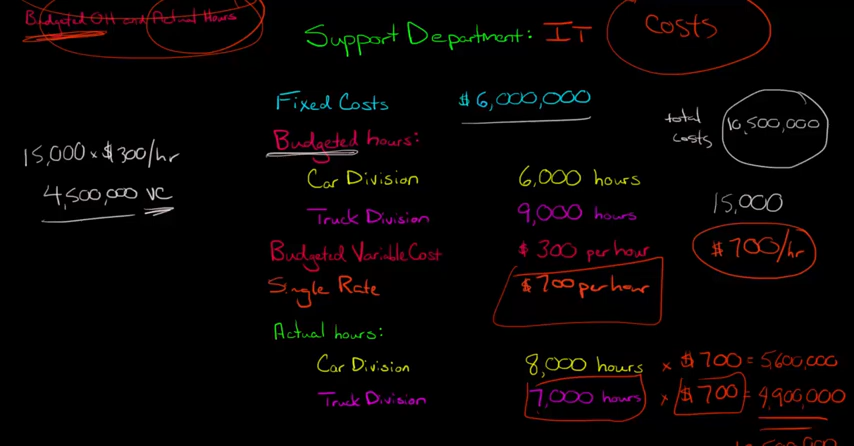 Budgeted OH and Actual Hours
Support Department: IT
Costs
Fixed Costs $6,000,000
total costs 10,500,000
Budgeted hours:
15,000 x $300/hr
Car Division 6,000 hours
4,500,000 VC
Truck Division 9,000 hours
15,000
Budgeted Variable Cost $300 per hour
$700/hr
Single Rate $700 per hour
Actual hours:
Car Division 8,000 hours x $700 = 5,600,000
Truck Division 7,000 hours x $700 = 4,900,000